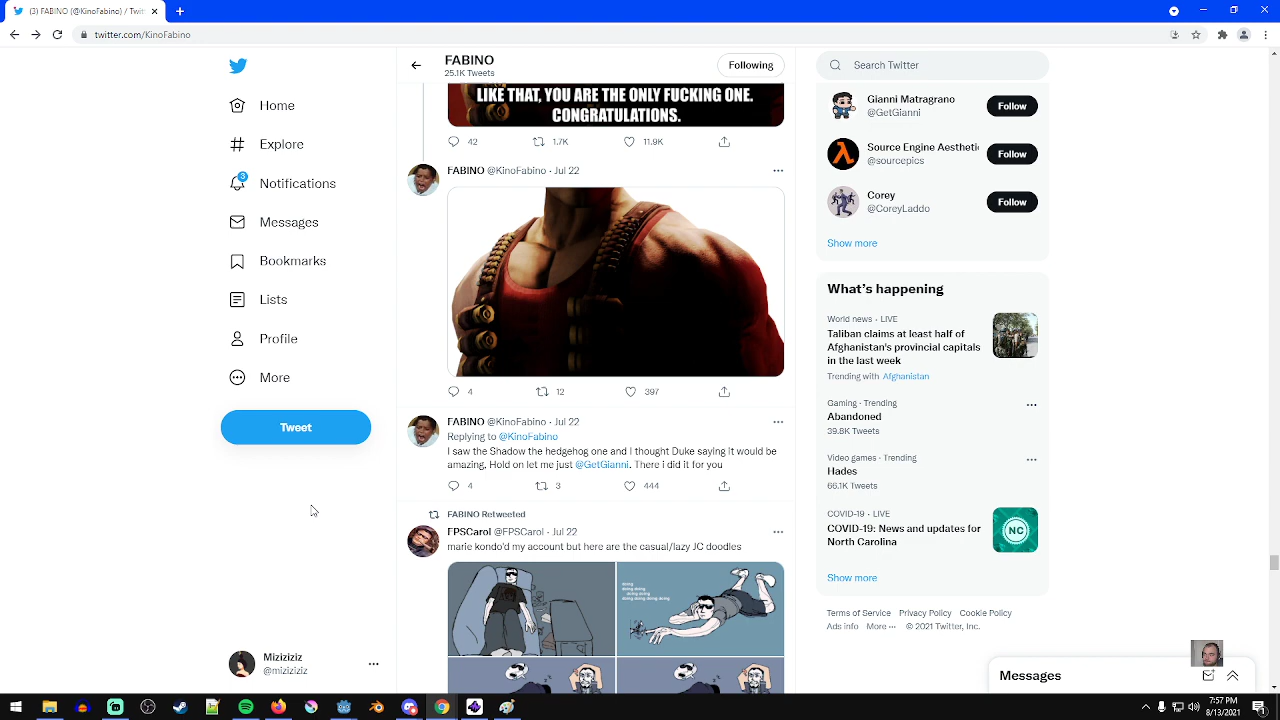 (3) FABINO (@KinoFabino) / Twit
twitter.com/KinoFabino
FABINO
25.1K Tweets
Following
Home
Explore
3
Notifications
Messages
Bookmarks
Lists
Profile
More
Tweet
Miziziziz
@miziziziz
LIKE THAT, YOU ARE THE ONLY FUCKING ONE.
CONGRATULATIONS.
42 1.7K 11.9K
FABINO @KinoFabino · Jul 22
4 12 397
FABINO @KinoFabino · Jul 22
Replying to @KinoFabino
I saw the Shadow the hedgehog one and I thought Duke saying it would be
amazing, Hold on let me just @GetGianni. There i did it for you
4 3 444
FABINO Retweeted
FPSCarol @FPSCarol · Jul 22
marie kondo'd my account but here are the casual/lazy JC doodles
Search Twitter
Gianni Matragrano
@GetGianni
Follow
Source Engine Aestheti
@sourcepics
Follow
Corey
@CoreyLaddo
Follow
Show more
What's happening
World news · LIVE
Taliban claims at least half of
Afghanistan's provincial capitals
in the last week
Trending with Afghanistan
Gaming · Trending
Abandoned
39.8K Tweets
Video games · Trending
Hades
66.1K Tweets
COVID-19 · LIVE
COVID-19: News and updates for
North Carolina
NC
Show more
Terms of Service Privacy Policy Cookie Policy
Ads info More ··· © 2021 Twitter, Inc.
Messages
7:57 PM
8/13/2021